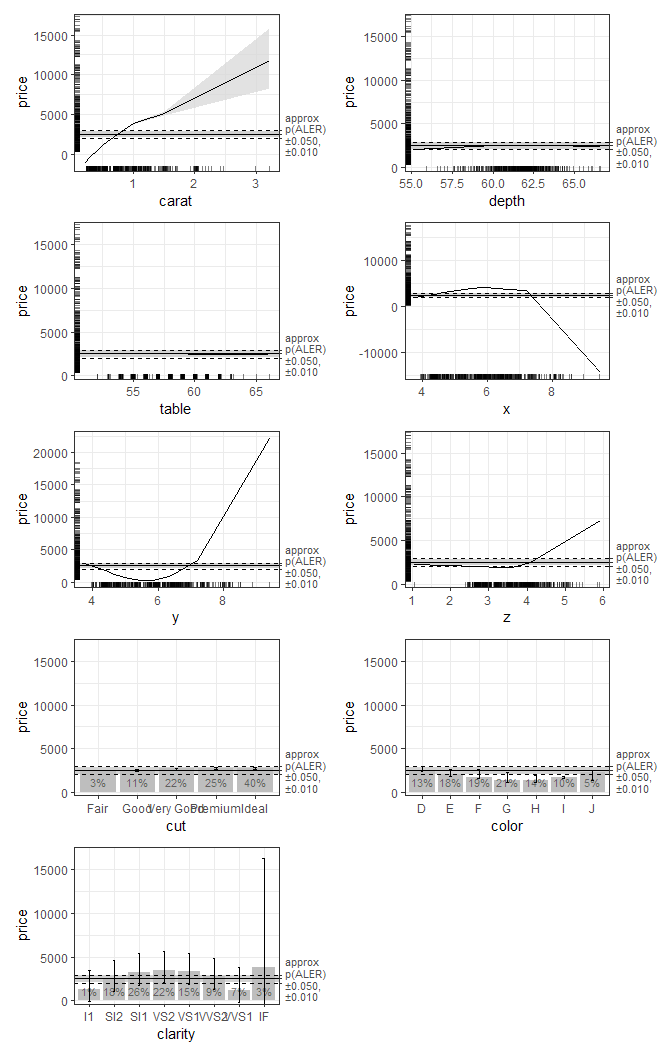 15000
10000
5000
0
price
1
2
3
carat
approx
p(ALER)
±0.050,
±0.010
15000
10000
5000
0
price
55.0
57.5
60.0
62.5
65.0
depth
approx
p(ALER)
±0.050,
±0.010
15000
10000
5000
0
price
55
60
65
table
approx
p(ALER)
±0.050,
±0.010
10000
0
-10000
price
4
6
8
x
approx
p(ALER)
±0.050,
±0.010
20000
15000
10000
5000
0
price
4
6
8
y
approx
p(ALER)
±0.050,
±0.010
15000
10000
5000
0
price
1
2
3
4
5
6
z
approx
p(ALER)
±0.050,
±0.010
15000
10000
5000
0
price
3%
11%
22%
25%
40%
Fair
Good
Very Good
Premium
Ideal
cut
approx
p(ALER)
±0.050,
±0.010
15000
10000
5000
0
price
13%
18%
19%
21%
14%
10%
5%
D
E
F
G
H
I
J
color
approx
p(ALER)
±0.050,
±0.010
15000
10000
5000
0
price
1%
18%
26%
22%
15%
9%
7%
3%
I1
SI2
SI1
VS2
VS1
VVS2
VVS1
IF
clarity
approx
p(ALER)
±0.050,
±0.010